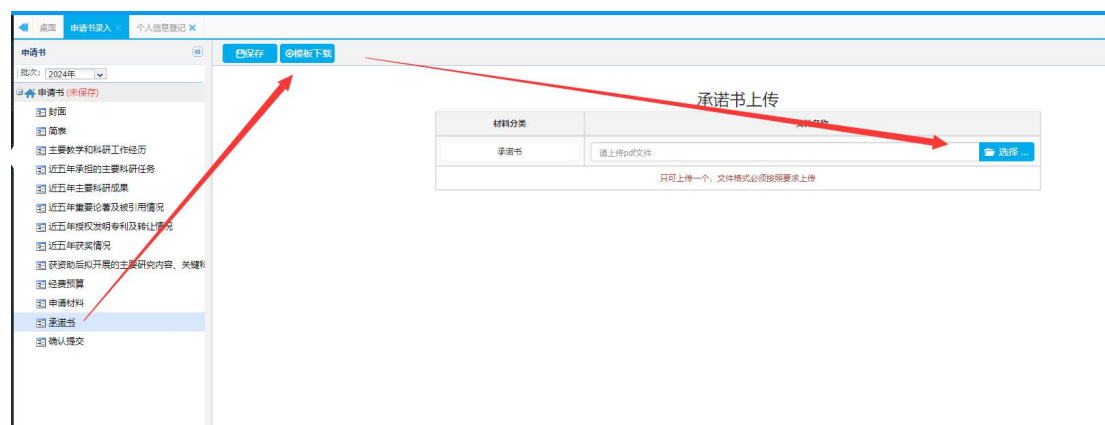 桌面 申请书录入 × 个人信息登记 ×
申请书
保存 模板下载
批次: 2024年
申请书 (未保存)
封面
简表
主要教学和科研工作经历
近五年承担的主要科研任务
近五年主要科研成果
近五年重要论著及被引用情况
近五年授权发明专利及转让情况
近五年获奖情况
获资助后拟开展的主要研究内容、关键科
经费预算
申请材料
承诺书
确认提交
承诺书上传
材料分类
承诺书 请上传pdf文件 选择 ...
只可上传一个，文件格式必须按照要求上传